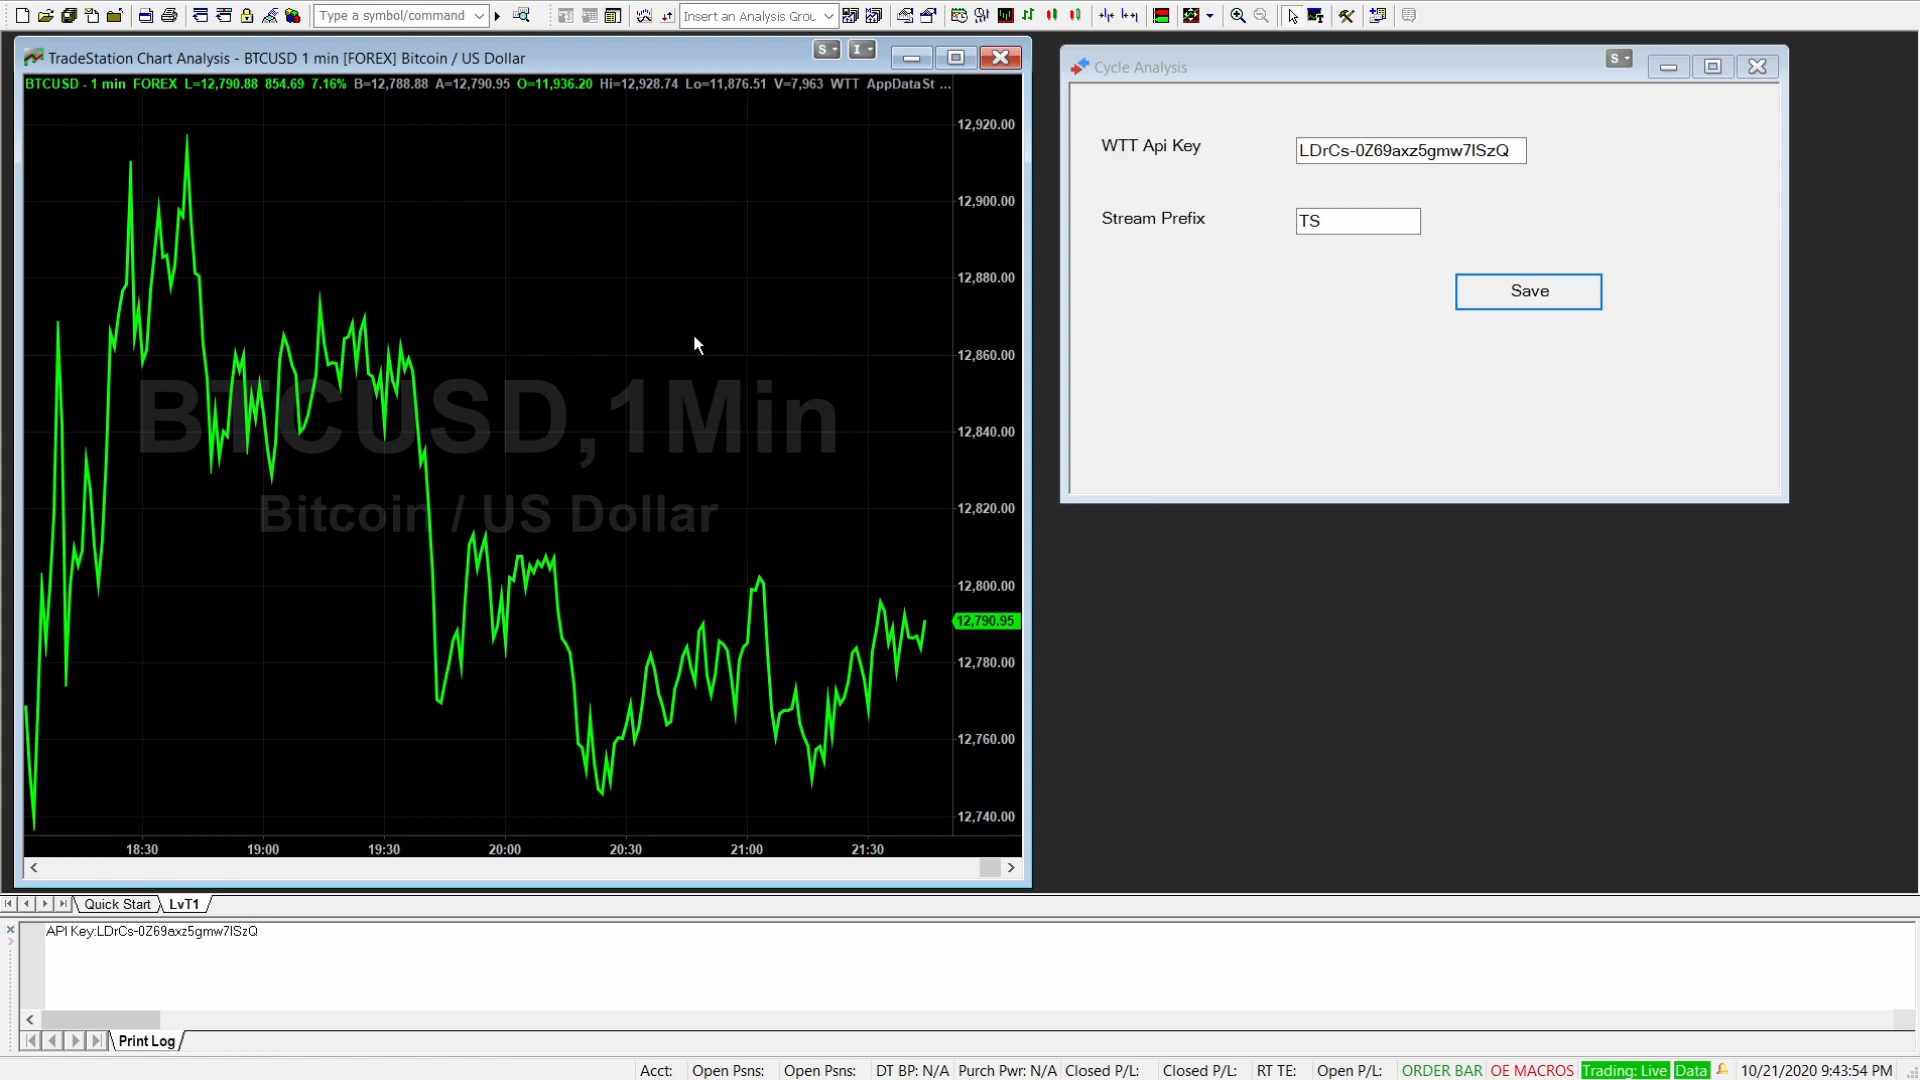 Type a symbol/command
Insert an Analysis Grou
TradeStation Chart Analysis - BTCUSD 1 min [FOREX] Bitcoin / US Dollar
S
I
BTCUSD - 1 min FOREX L=12,790.88 854.69 7.16% B=12,788.88 A=12,790.95 O=11,936.20 Hi=12,928.74 Lo=11,876.51 V=7,963 WTT AppDataSt ...
12,920.00
12,900.00
12,880.00
12,860.00
12,840.00
12,820.00
12,800.00
12,790.95
12,780.00
12,760.00
12,740.00
BTCUSD,1Min
Bitcoin / US Dollar
18:30 19:00 19:30 20:00 20:30 21:00 21:30
Cycle Analysis
S
WTT Api Key
LDrCs-0Z69axz5gmw7ISzQ
Stream Prefix
TS
Save
Quick Start LvT1
API Key:LDrCs-0Z69axz5gmw7ISzQ
Print Log
Acct: Open Psns: Open Psns: DT BP: N/A Purch Pwr: N/A Closed P/L: Closed P/L: RT TE: Open P/L: ORDER BAR OE MACROS Trading: Live Data 10/21/2020 9:43:54 PM